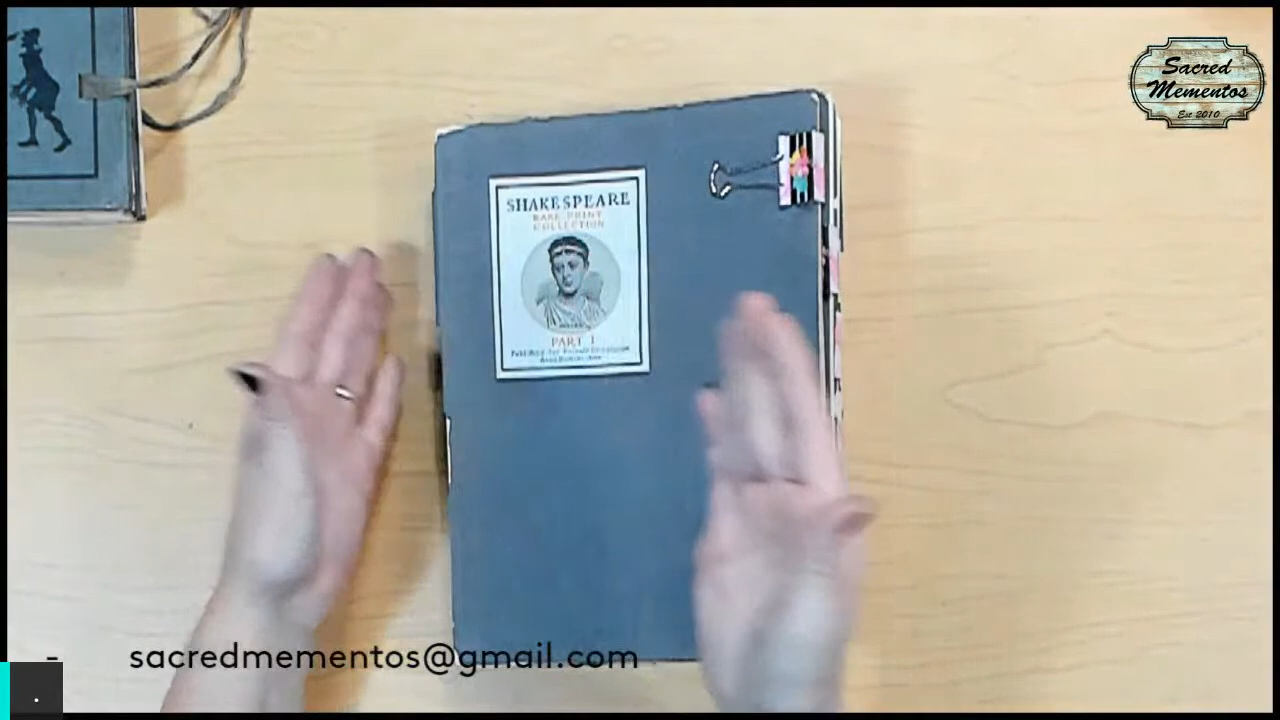 Sacred
Mementos
Est 2010
SHAKESPEARE
RARE PRINT
COLLECTION
PART I
- sacredmementos@gmail.com
.